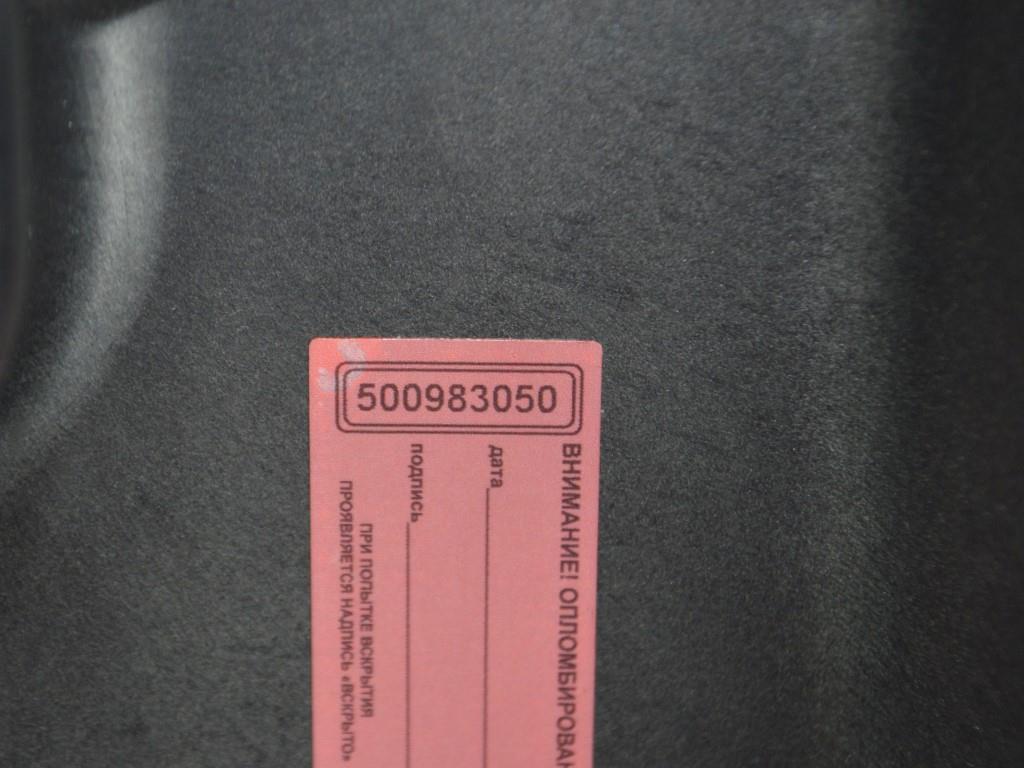 500983050
ВНИМАНИЕ! ОПЛОМБИРОВАН
дата
подпись
ПРИ ПОПЫТКЕ ВСКРЫТИЯ
ПРОЯВЛЯЕТСЯ НАДПИСЬ «ВСКРЫТО»